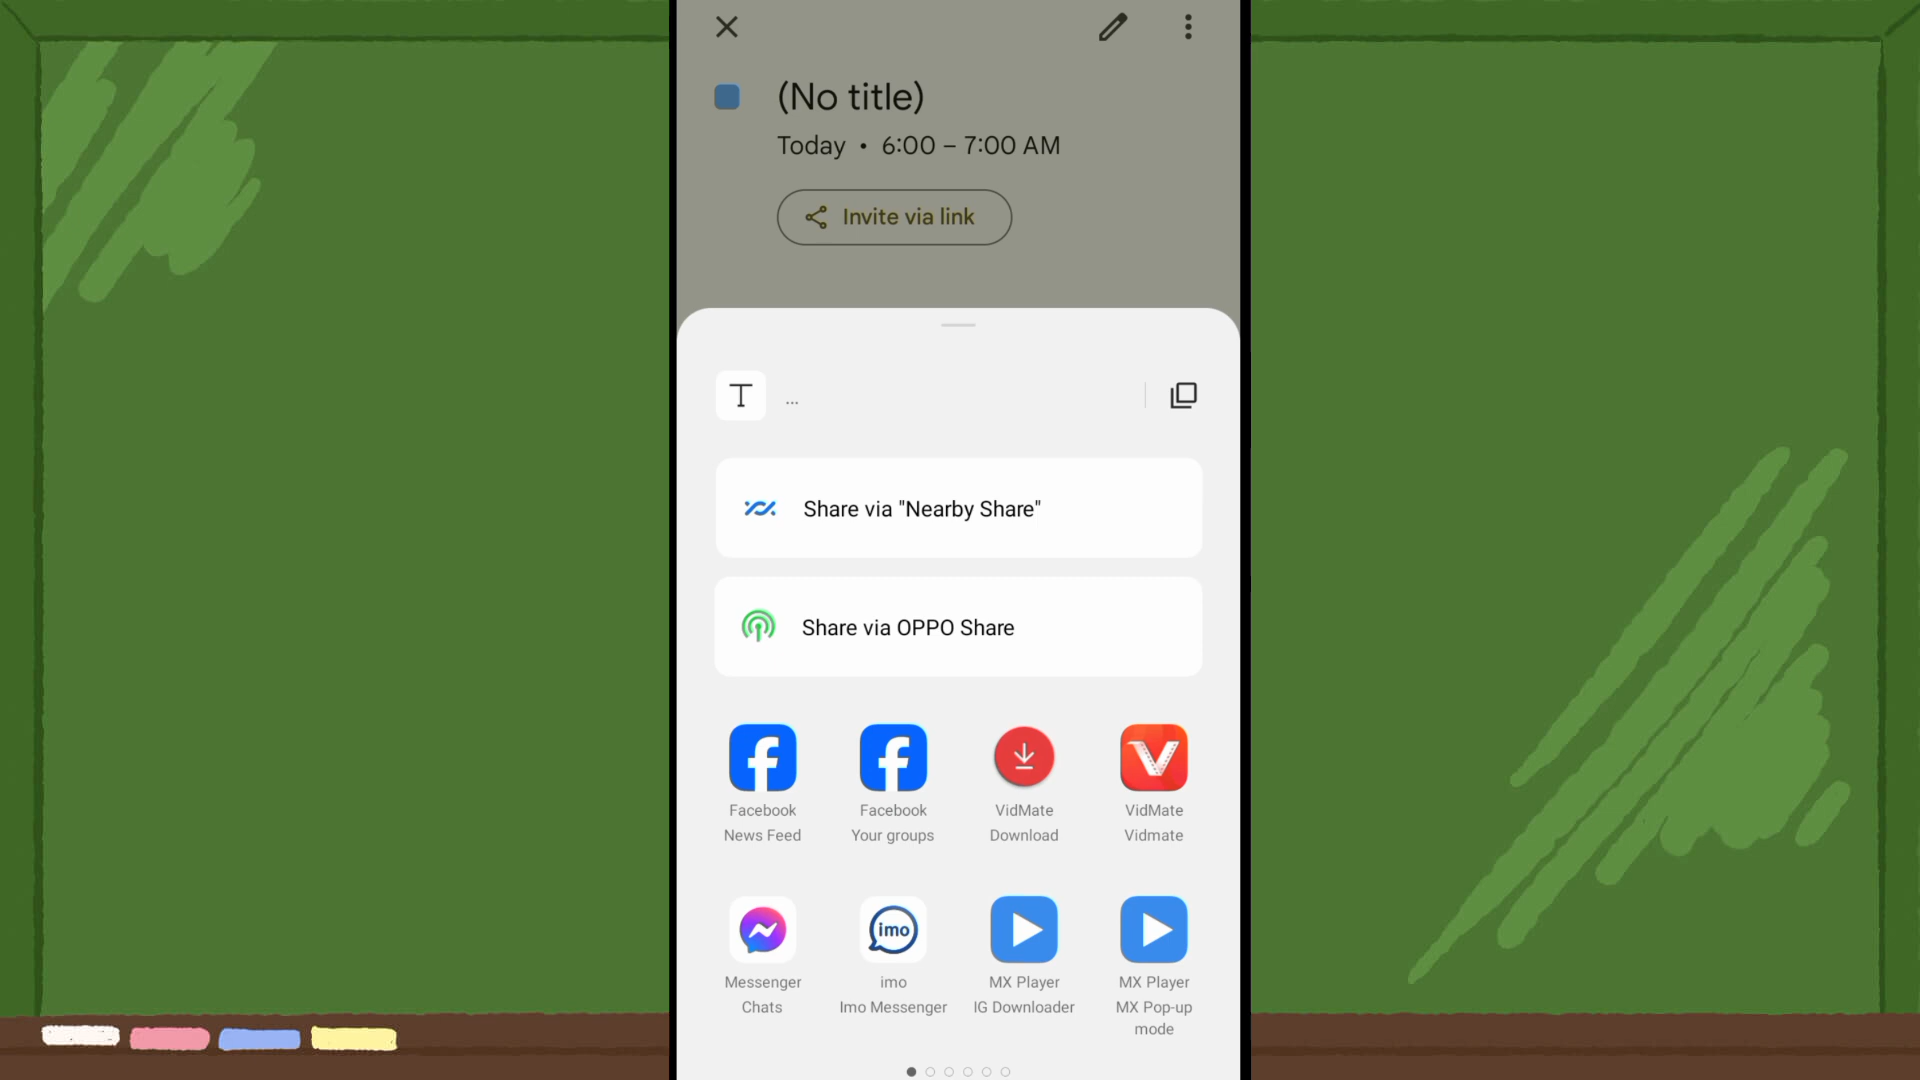 (No title)
Today • 6:00 – 7:00 AM
Invite via link
T ...
Share via "Nearby Share"
Share via OPPO Share
Facebook
News Feed
Facebook
Your groups
VidMate
Download
VidMate
Vidmate
Messenger
Chats
imo
imo
Imo Messenger
MX Player
IG Downloader
MX Player
MX Pop-up
mode